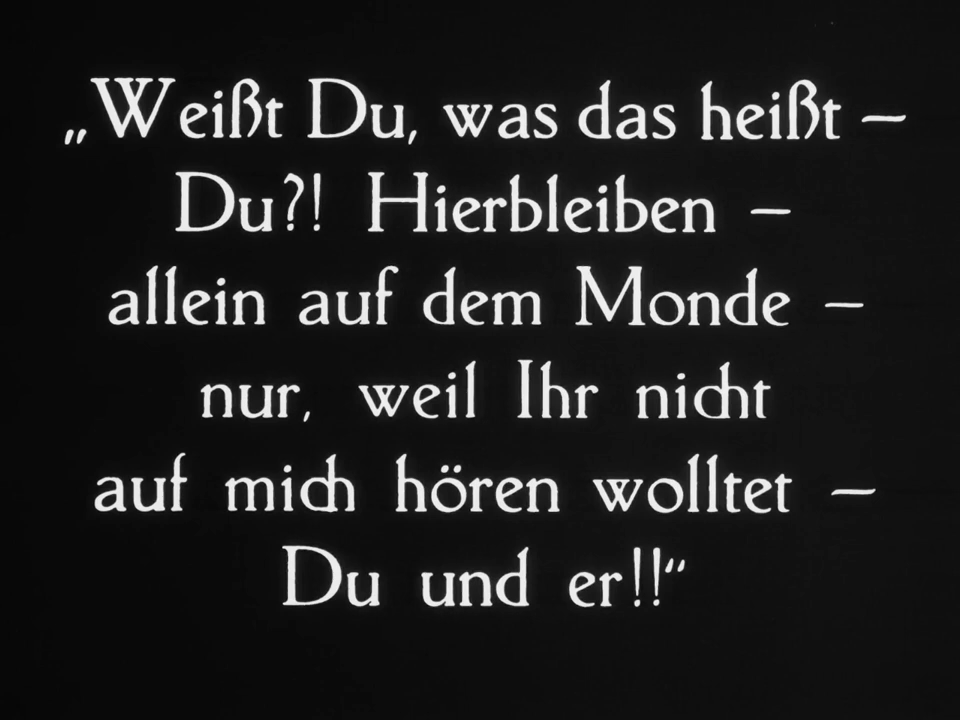 „Weißt Du, was das heißt –
Du?! Hierbleiben –
allein auf dem Monde –
nur, weil Ihr nicht
auf mich hören wolltet –
Du und er!!“